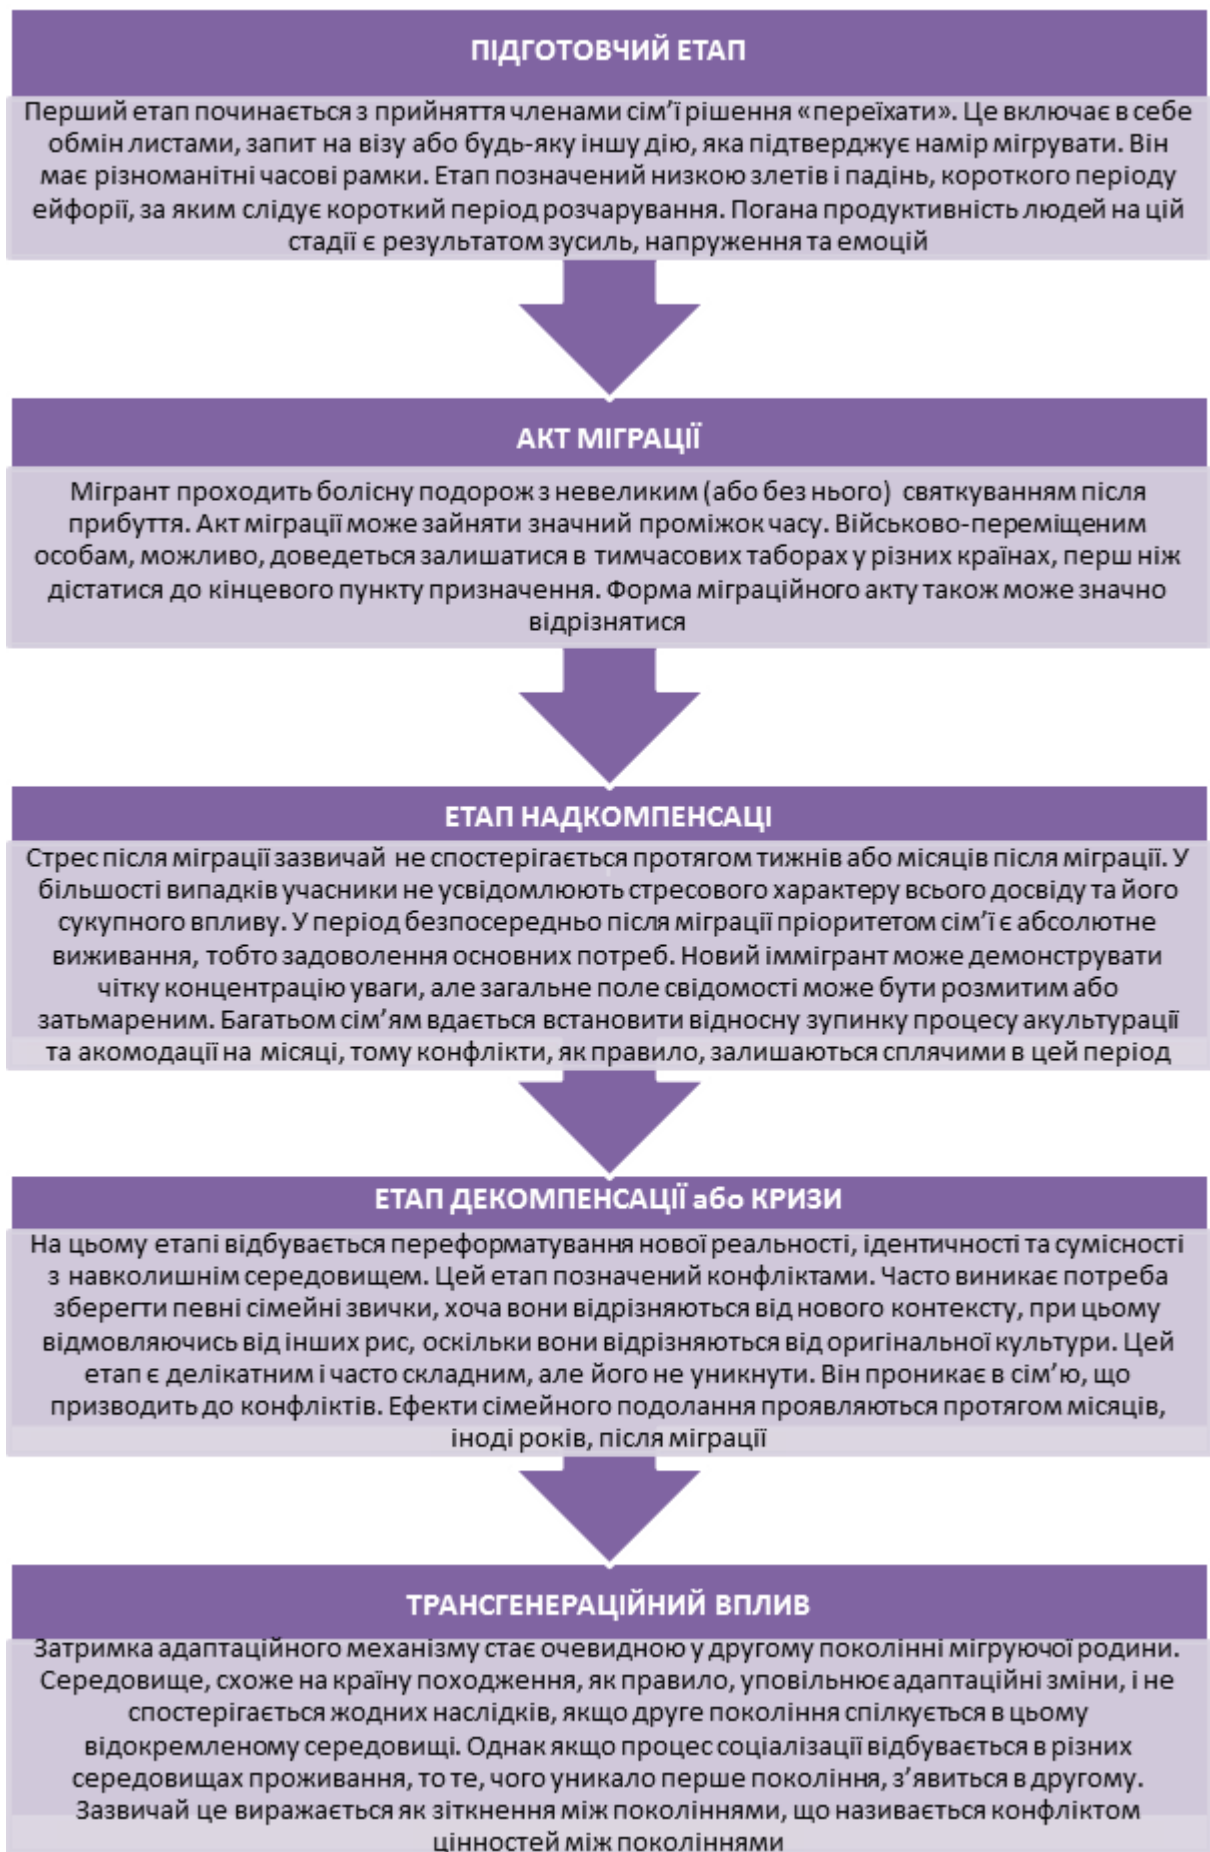 ПІДГОТОВЧИЙ ЕТАП
Перший етап починається з прийняття членами сім’ї рішення «переїхати». Це включає в себе
обмін листами, запит на візу або будь-яку іншу дію, яка підтверджує намір мігрувати. Він
має різноманітні часові рамки. Етап позначений низкою злетів і падінь, короткого періоду
ейфорії, за яким слідує короткий період розчарування. Погана продуктивність людей на цій
стадії є результатом зусиль, напруження та емоцій
АКТ МІГРАЦІЇ
Мігрант проходить болісну подорож з невеликим (або без нього) святкуванням після
прибуття. Акт міграції може зайняти значний проміжок часу. Військово-переміщеним
особам, можливо, доведеться залишатися в тимчасових таборах у різних країнах, перш ніж
дістатися до кінцевого пункту призначення. Форма міграційного акту також може значно
відрізнятися
ЕТАП НАДКОМПЕНСАЦІ
Стрес після міграції зазвичай не спостерігається протягом тижнів або місяців після міграції. У
більшості випадків учасники не усвідомлюють стресового характеру всього досвіду та його
сукупного впливу. У період безпосередньо після міграції пріоритетом сім’ї є абсолютне
виживання, тобто задоволення основних потреб. Новий іммігрант може демонструвати
чітку концентрацію уваги, але загальне поле свідомості може бути розмитим або
затьмареним. Багатьом сім’ям вдається встановити відносну зупинку процесу акультурації
та акомодації на місяці, тому конфлікти, як правило, залишаються сплячими в цей період
ЕТАП ДЕКОМПЕНСАЦІЇ або КРИЗИ
На цьому етапі відбувається переформатування нової реальності, ідентичності та сумісності
з навколишнім середовищем. Цей етап позначений конфліктами. Часто виникає потреба
зберегти певні сімейні звички, хоча вони відрізняються від нового контексту, при цьому
відмовляючись від інших рис, оскільки вони відрізняються від оригінальної культури. Цей
етап є делікатним і часто складним, але його не уникнути. Він проникає в сім’ю, що
призводить до конфліктів. Ефекти сімейного подолання проявляються протягом місяців,
іноді років, після міграції
ТРАНСГЕНЕРАЦІЙНИЙ ВПЛИВ
Затримка адаптаційного механізму стає очевидною у другому поколінні мігруючої родини.
Середовище, схоже на країну походження, як правило, уповільнює адаптаційні зміни, і не
спостерігається жодних наслідків, якщо друге покоління спілкується в цьому
відокремленому середовищі. Однак якщо процес соціалізації відбувається в різних
середовищах проживання, то те, чого уникало перше покоління, з’явиться в другому.
Зазвичай це виражається як зіткнення між поколіннями, що називається конфліктом
цінностей між поколіннями